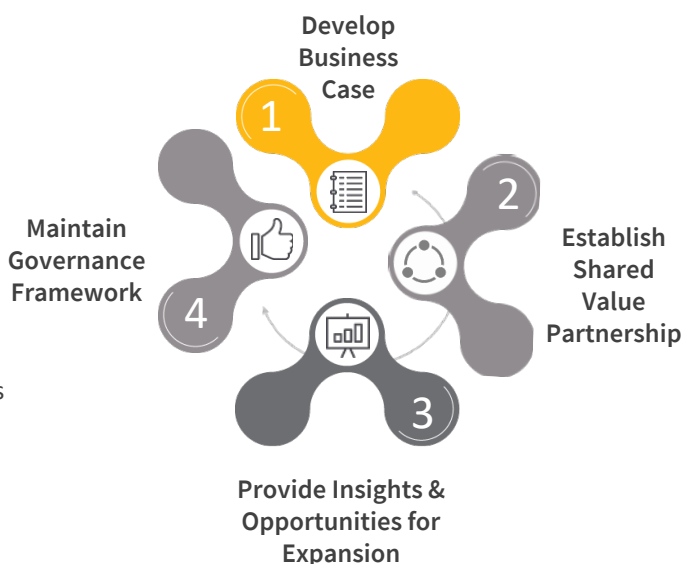 Develop
Business
Case
1
2
Establish
Shared
Value
Partnership
3
Provide Insights &
Opportunities for
Expansion
4
Maintain
Governance
Framework
s